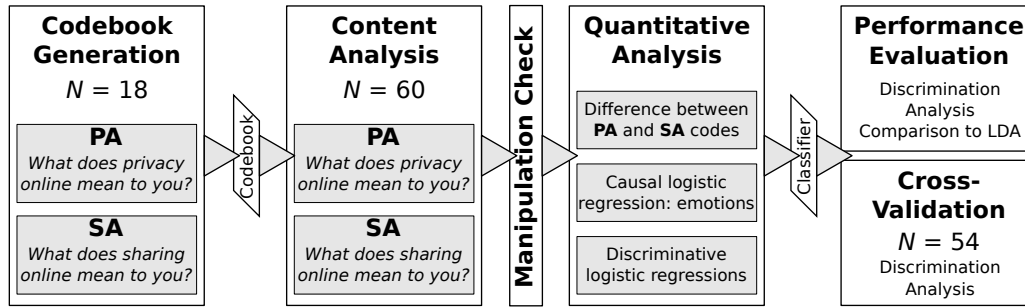 Codebook
Generation
N = 18
PA
What does privacy
online mean to you?
SA
What does sharing
online mean to you?
Codebook
Content
Analysis
N = 60
PA
What does privacy
online mean to you?
SA
What does sharing
online mean to you?
Manipulation Check
Quantitative
Analysis
Difference between
PA and SA codes
Causal logistic
regression: emotions
Discriminative
logistic regressions
Classifier
Performance
Evaluation
Discrimination
Analysis
Comparison to LDA
Cross-
Validation
N = 54
Discrimination
Analysis